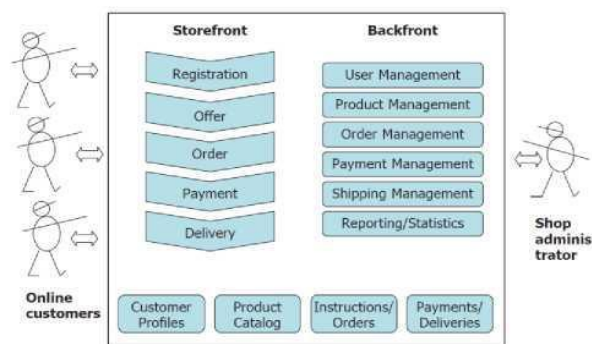 Storefront
Backfront
Registration
Offer
Order
Payment
Delivery
User Management
Product Management
Order Management
Payment Management
Shipping Management
Reporting/Statistics
Online
customers
Shop
adminis
trator
Customer
Profiles
Product
Catalog
Instructions/
Orders
Payments/
Deliveries